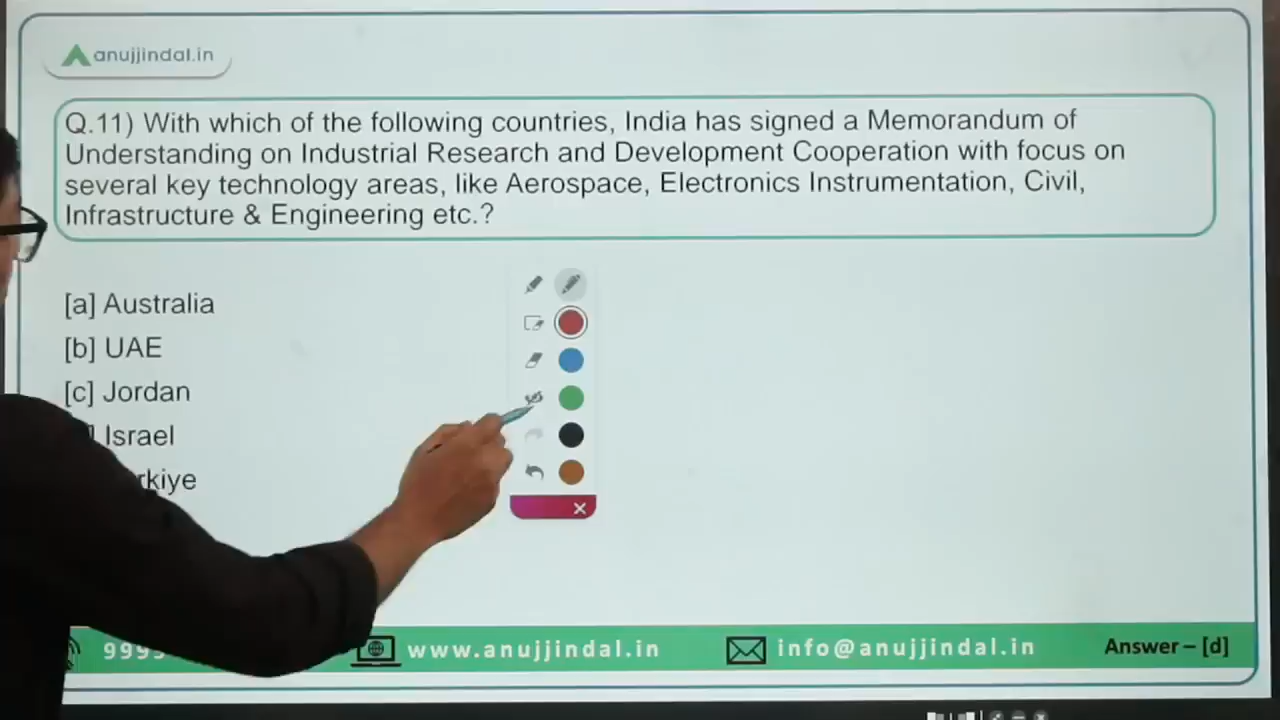 anujjindal.in
Q.11) With which of the following countries, India has signed a Memorandum of
Understanding on Industrial Research and Development Cooperation with focus on
several key technology areas, like Aerospace, Electronics Instrumentation, Civil,
Infrastructure & Engineering etc.?
[a] Australia
[b] UAE
[c] Jordan
] Israel
rkiye
www.anujjindal.in
info@anujjindal.in
Answer – [d]